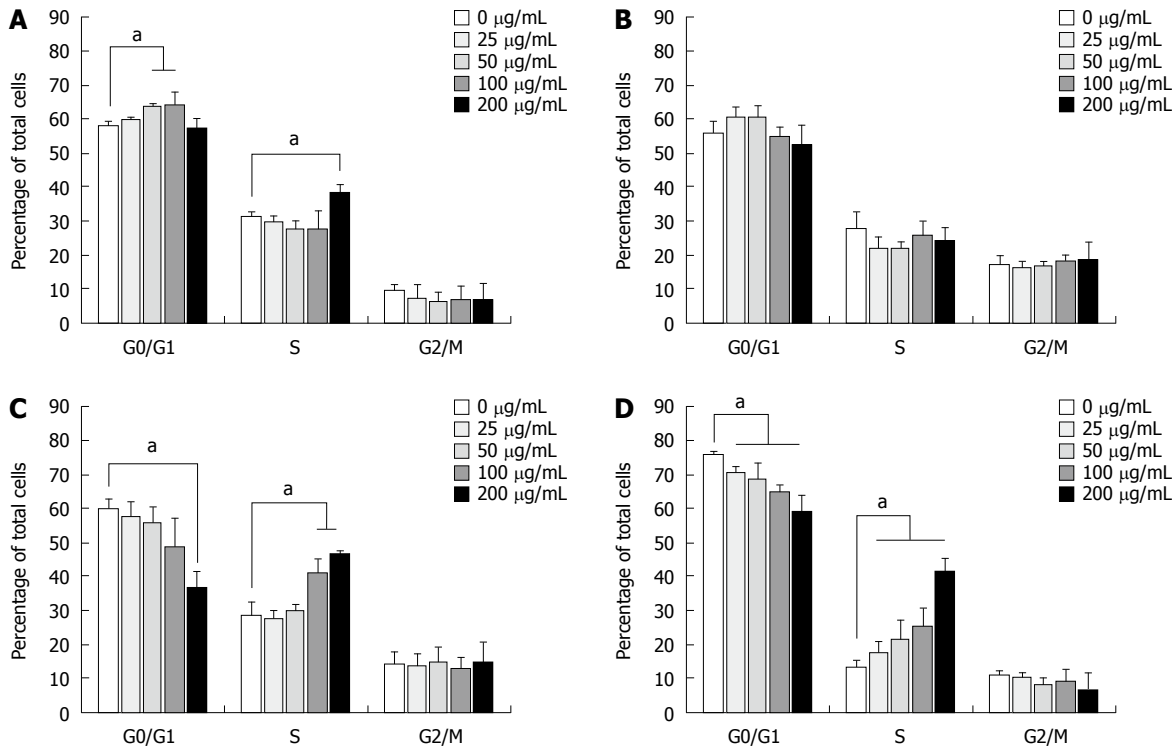 A
Percentage of total cells
90
80
70
60
50
40
30
20
10
0
a
a
0 μg/mL
25 μg/mL
50 μg/mL
100 μg/mL
200 μg/mL
G0/G1
S
G2/M
B
Percentage of total cells
90
80
70
60
50
40
30
20
10
0
0 μg/mL
25 μg/mL
50 μg/mL
100 μg/mL
200 μg/mL
G0/G1
S
G2/M
C
Percentage of total cells
90
80
70
60
50
40
30
20
10
0
a
a
0 μg/mL
25 μg/mL
50 μg/mL
100 μg/mL
200 μg/mL
G0/G1
S
G2/M
D
Percentage of total cells
90
80
70
60
50
40
30
20
10
0
a
a
0 μg/mL
25 μg/mL
50 μg/mL
100 μg/mL
200 μg/mL
G0/G1
S
G2/M